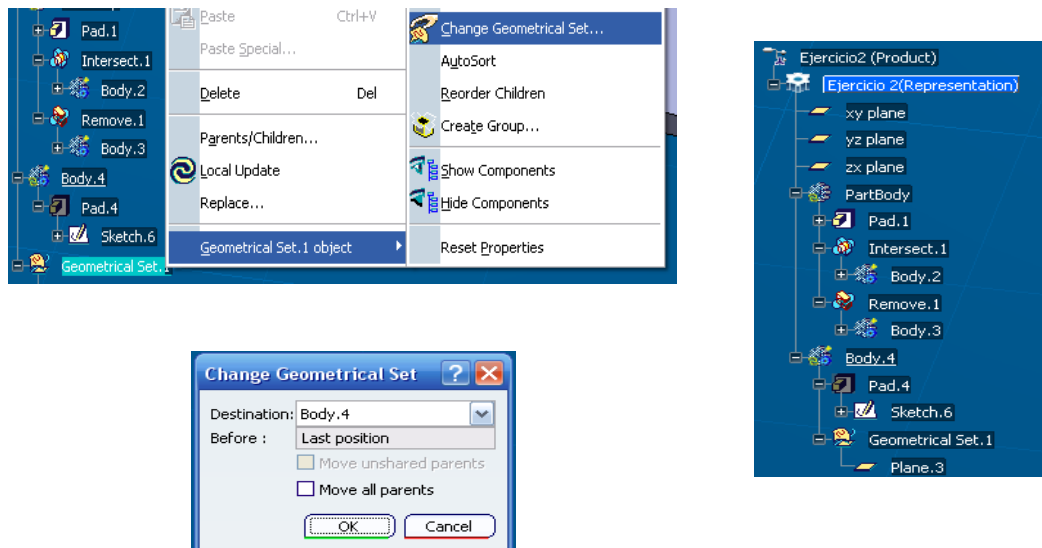 Pad.1
Intersect.1
Body.2
Remove.1
Body.3
Body.4
Pad.4
Sketch.6
Geometrical Set.1
Paste Ctrl+V
Paste Special...
Delete Del
Parents/Children...
Local Update
Replace...
Geometrical Set.1 object
Change Geometrical Set...
AutoSort
Reorder Children
Create Group...
Show Components
Hide Components
Reset Properties
Change Geometrical Set
Destination: Body.4
Before : Last position
Move unshared parents
Move all parents
OK Cancel
Ejercicio2 (Product)
Ejercicio 2(Representation)
xy plane
yz plane
zx plane
PartBody
Pad.1
Intersect.1
Body.2
Remove.1
Body.3
Body.4
Pad.4
Sketch.6
Geometrical Set.1
Plane.3